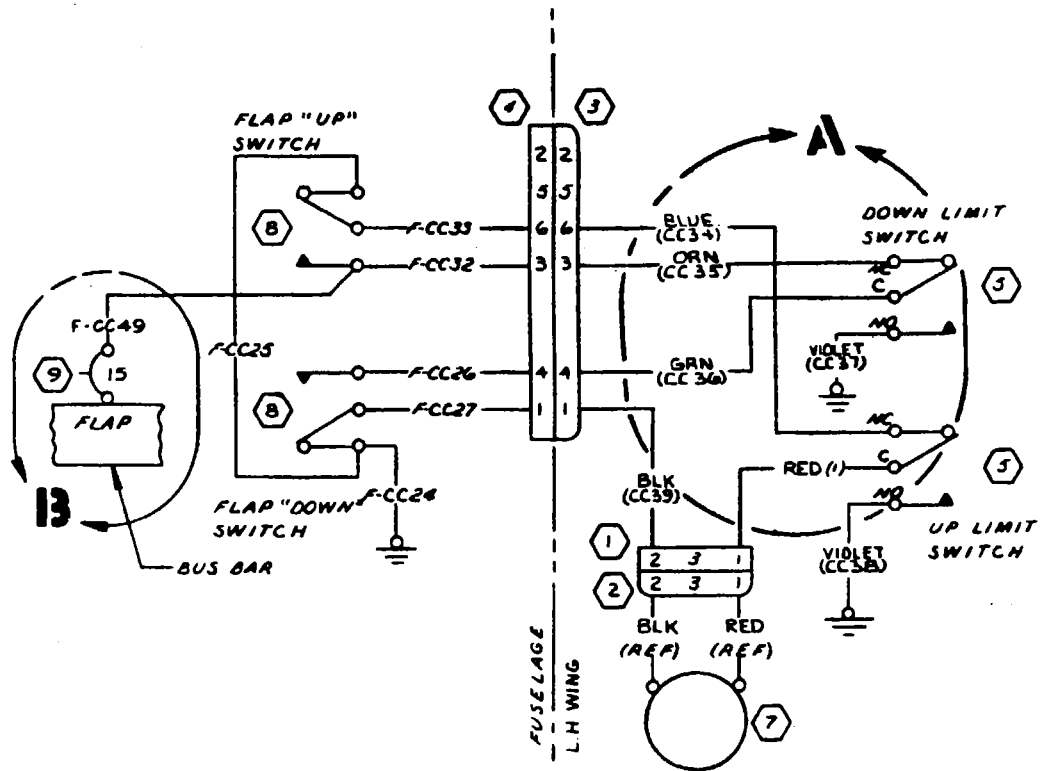 4 3
A
FLAP "UP"
SWITCH
2 2
5 5
6 6
3 3
4 4
1 1
8
F-CC33
F-CC32
BLUE
(CC34)
ORN
(CC35)
DOWN LIMIT
SWITCH
NC
C
NO
5
F-CC49
9
15
FLAP
F-CC25
F-CC26
F-CC27
8
GRN
(CC36)
VIOLET
(CC37)
NC
C
NO
5
RED (1)
BLK
(CC39)
B
FLAP "DOWN"
SWITCH
F-CC24
BUS BAR
UP LIMIT
SWITCH
VIOLET
(CC38)
1
2 3 1
2
2 3 1
BLK
(REF)
RED
(REF)
7
FUSELAGE
L.H WING